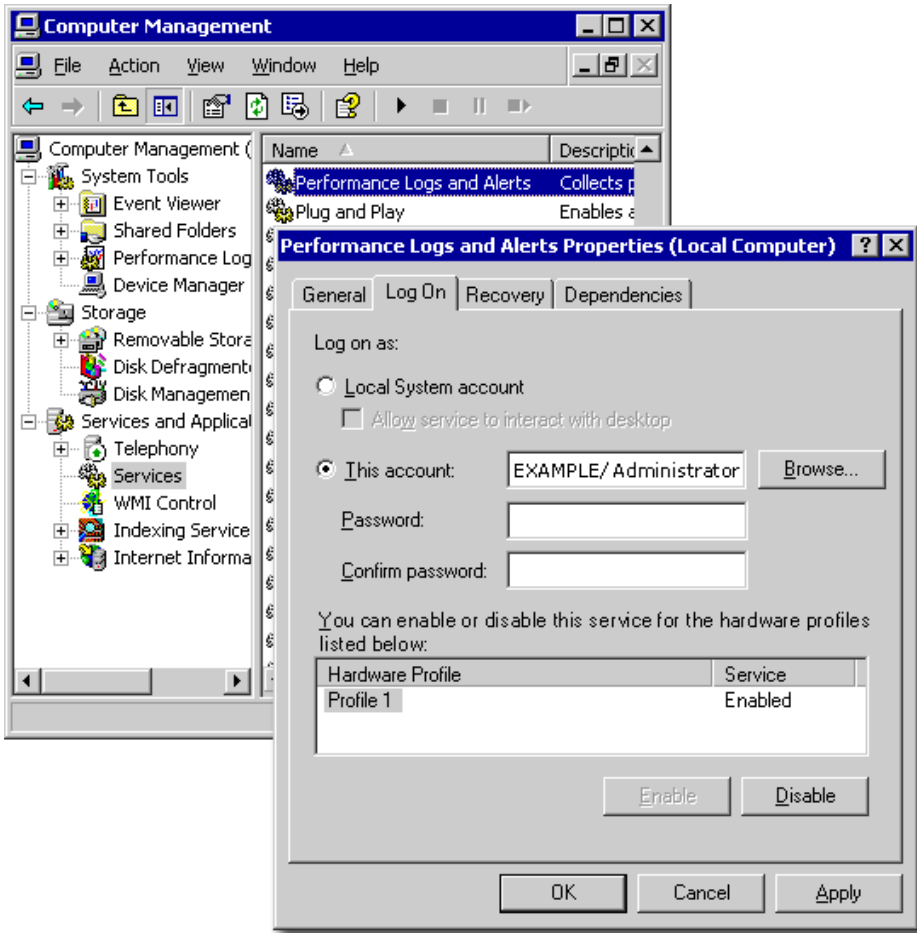 Computer Management
File Action View Window Help
Computer Management (
System Tools
Event Viewer
Shared Folders
Performance Log
Device Manager
Storage
Removable Stora
Disk Defragment
Disk Managemen
Services and Applica
Telephony
Services
WMI Control
Indexing Service
Internet Informa
Name Descriptic
Performance Logs and Alerts Collects p
Plug and Play Enables a
Performance Logs and Alerts Properties (Local Computer)
General Log On Recovery Dependencies
Log on as:
Local System account
Allow service to interact with desktop
This account: EXAMPLE/ Administrator Browse...
Password:
Confirm password:
You can enable or disable this service for the hardware profiles
listed below:
Hardware Profile Service
Profile 1 Enabled
Enable Disable
OK Cancel Apply